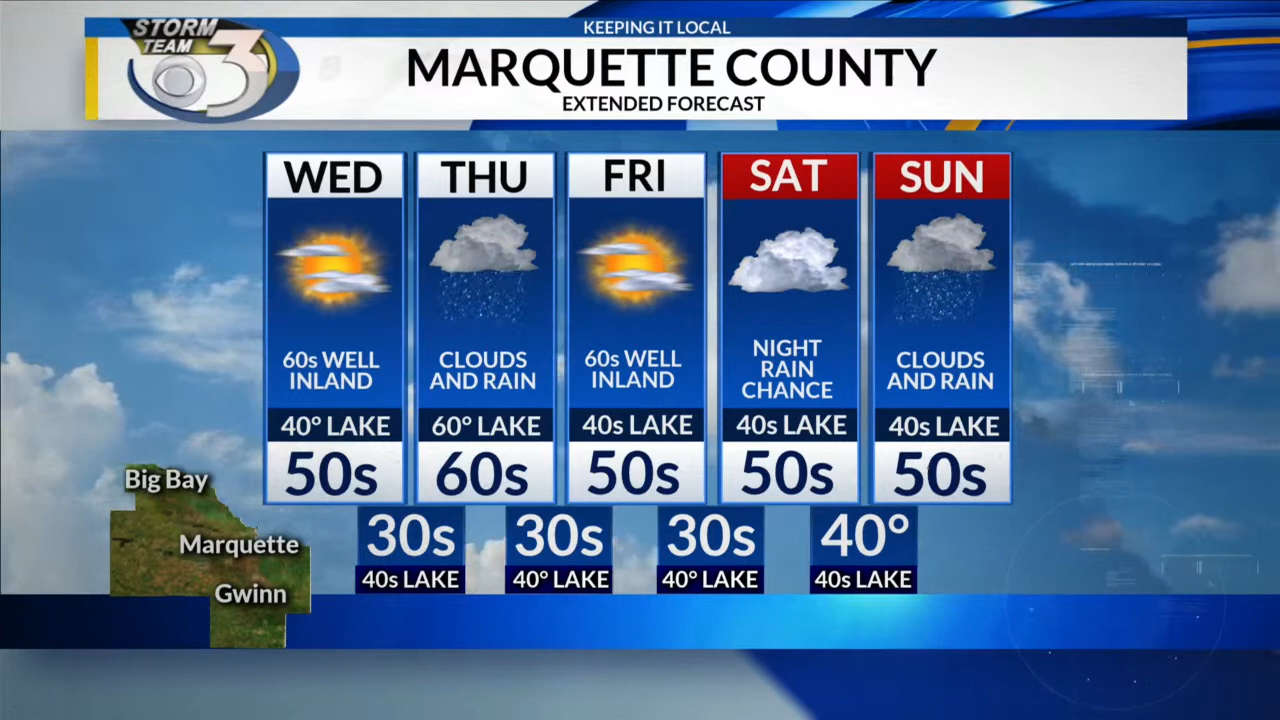 STORM
TEAM
3
KEEPING IT LOCAL
MARQUETTE COUNTY
EXTENDED FORECAST
WED
60s WELL
INLAND
40° LAKE
50s
THU
CLOUDS
AND RAIN
60° LAKE
60s
FRI
60s WELL
INLAND
40s LAKE
50s
SAT
NIGHT
RAIN
CHANCE
40s LAKE
50s
SUN
CLOUDS
AND RAIN
40s LAKE
50s
30s
40s LAKE
30s
40° LAKE
30s
40° LAKE
40°
40s LAKE
Big Bay
Marquette
Gwinn